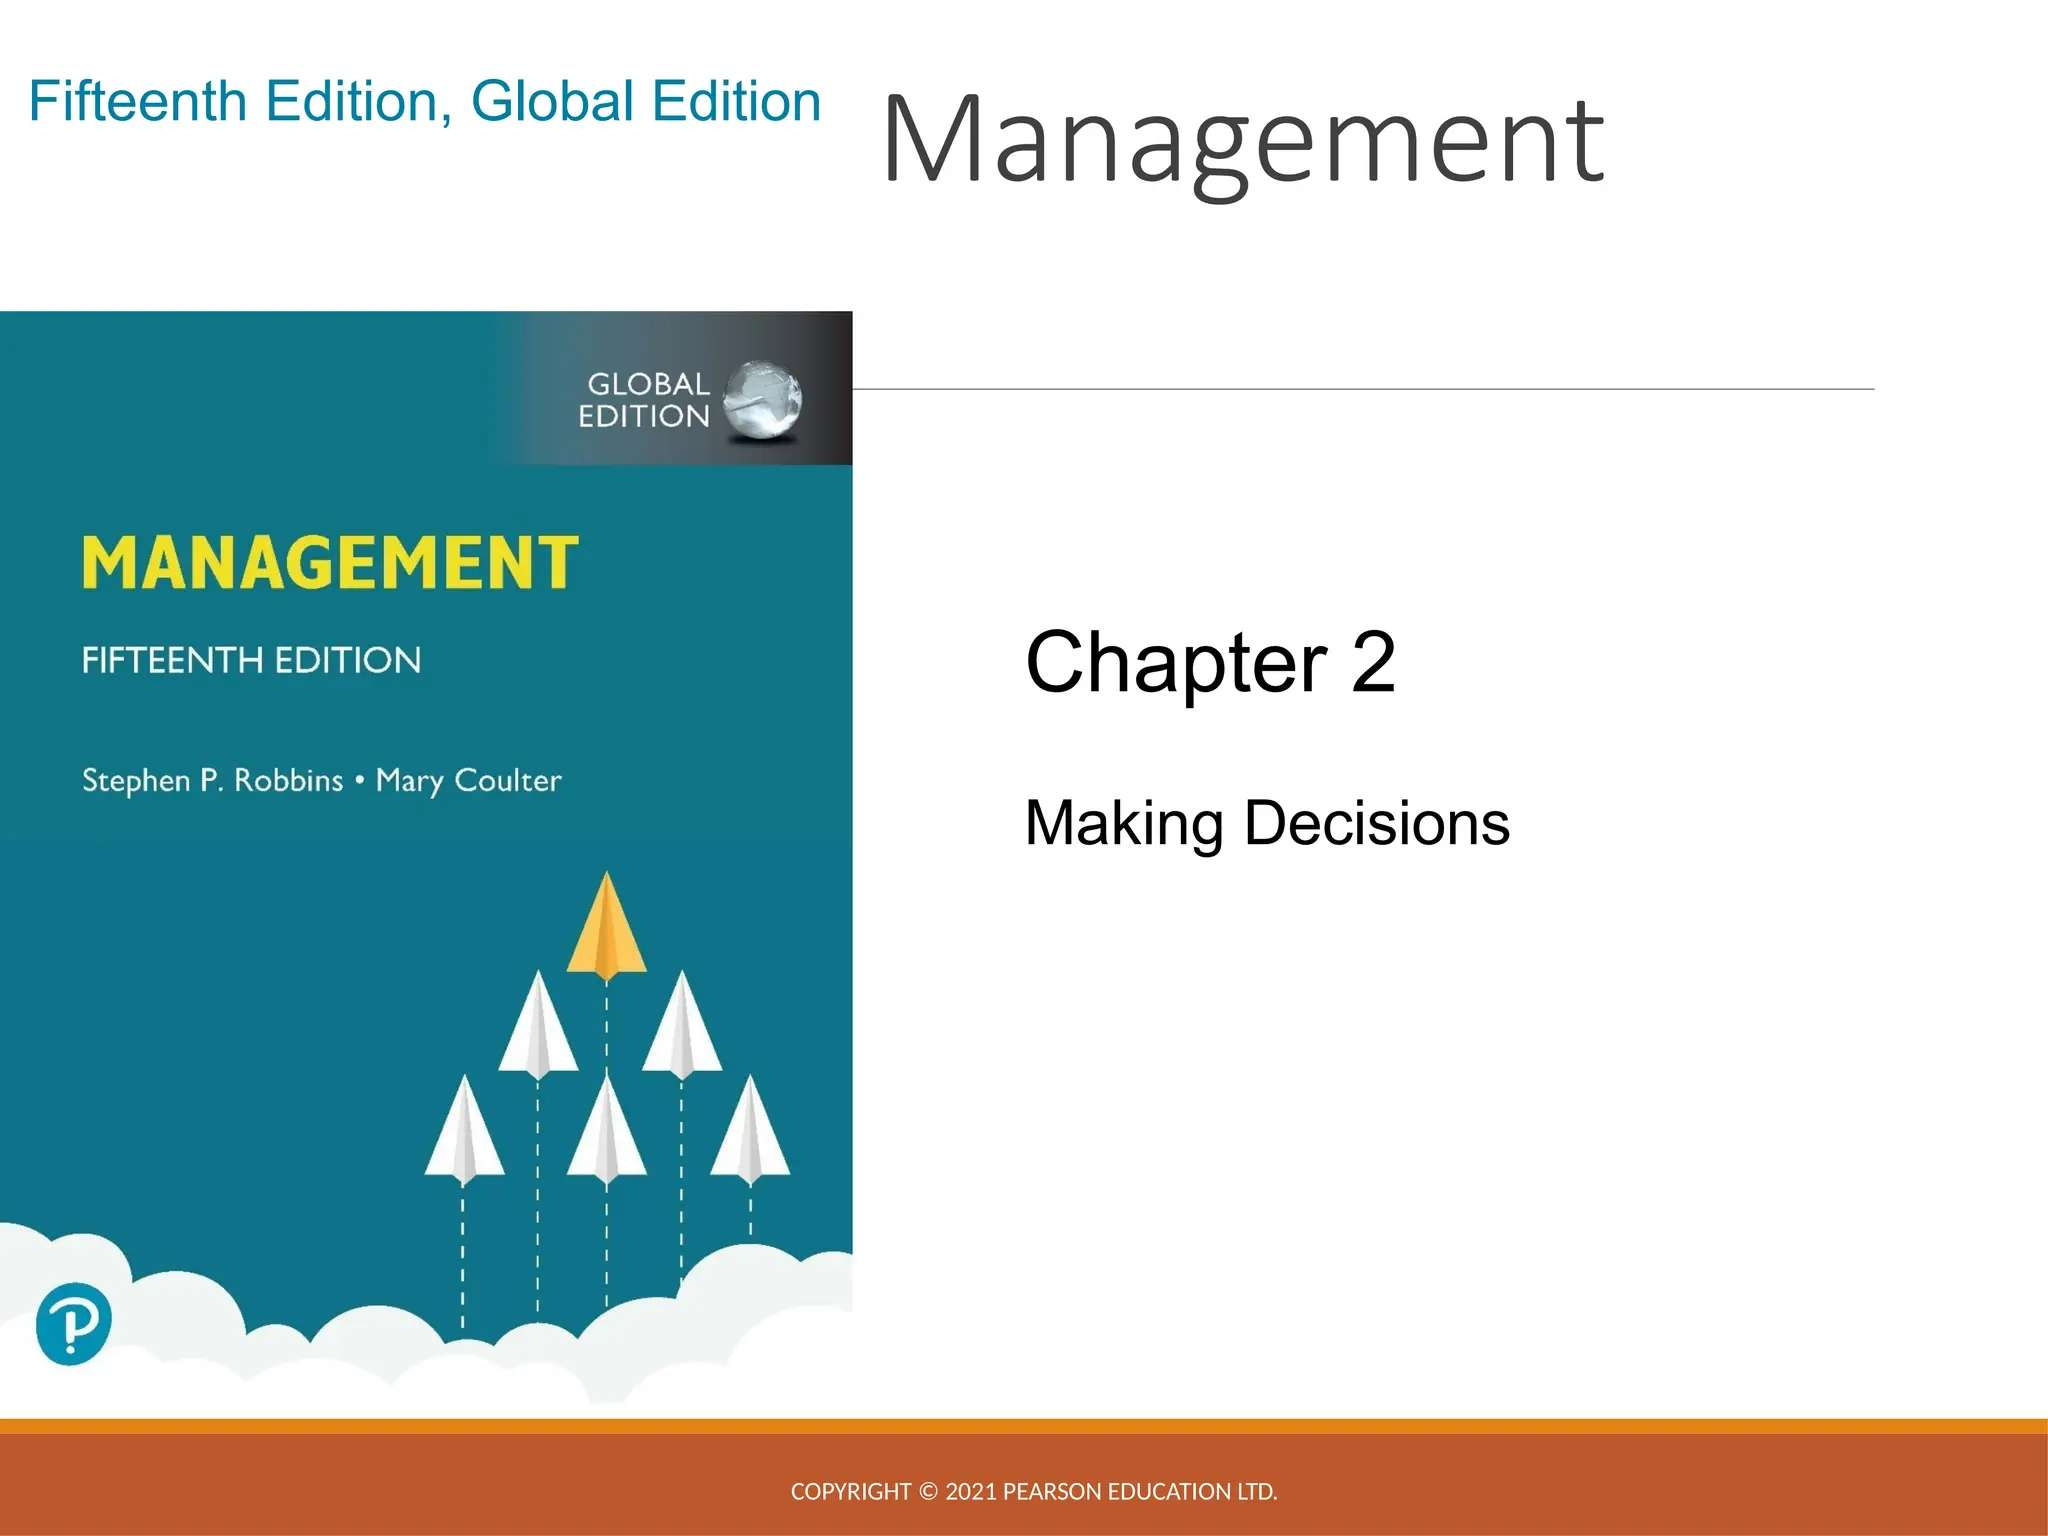 Fifteenth Edition, Global Edition
Management
GLOBAL
EDITION
MANAGEMENT
FIFTEENTH EDITION
Stephen P. Robbins • Mary Coulter
Chapter 2
Making Decisions
P
COPYRIGHT © 2021 PEARSON EDUCATION LTD.